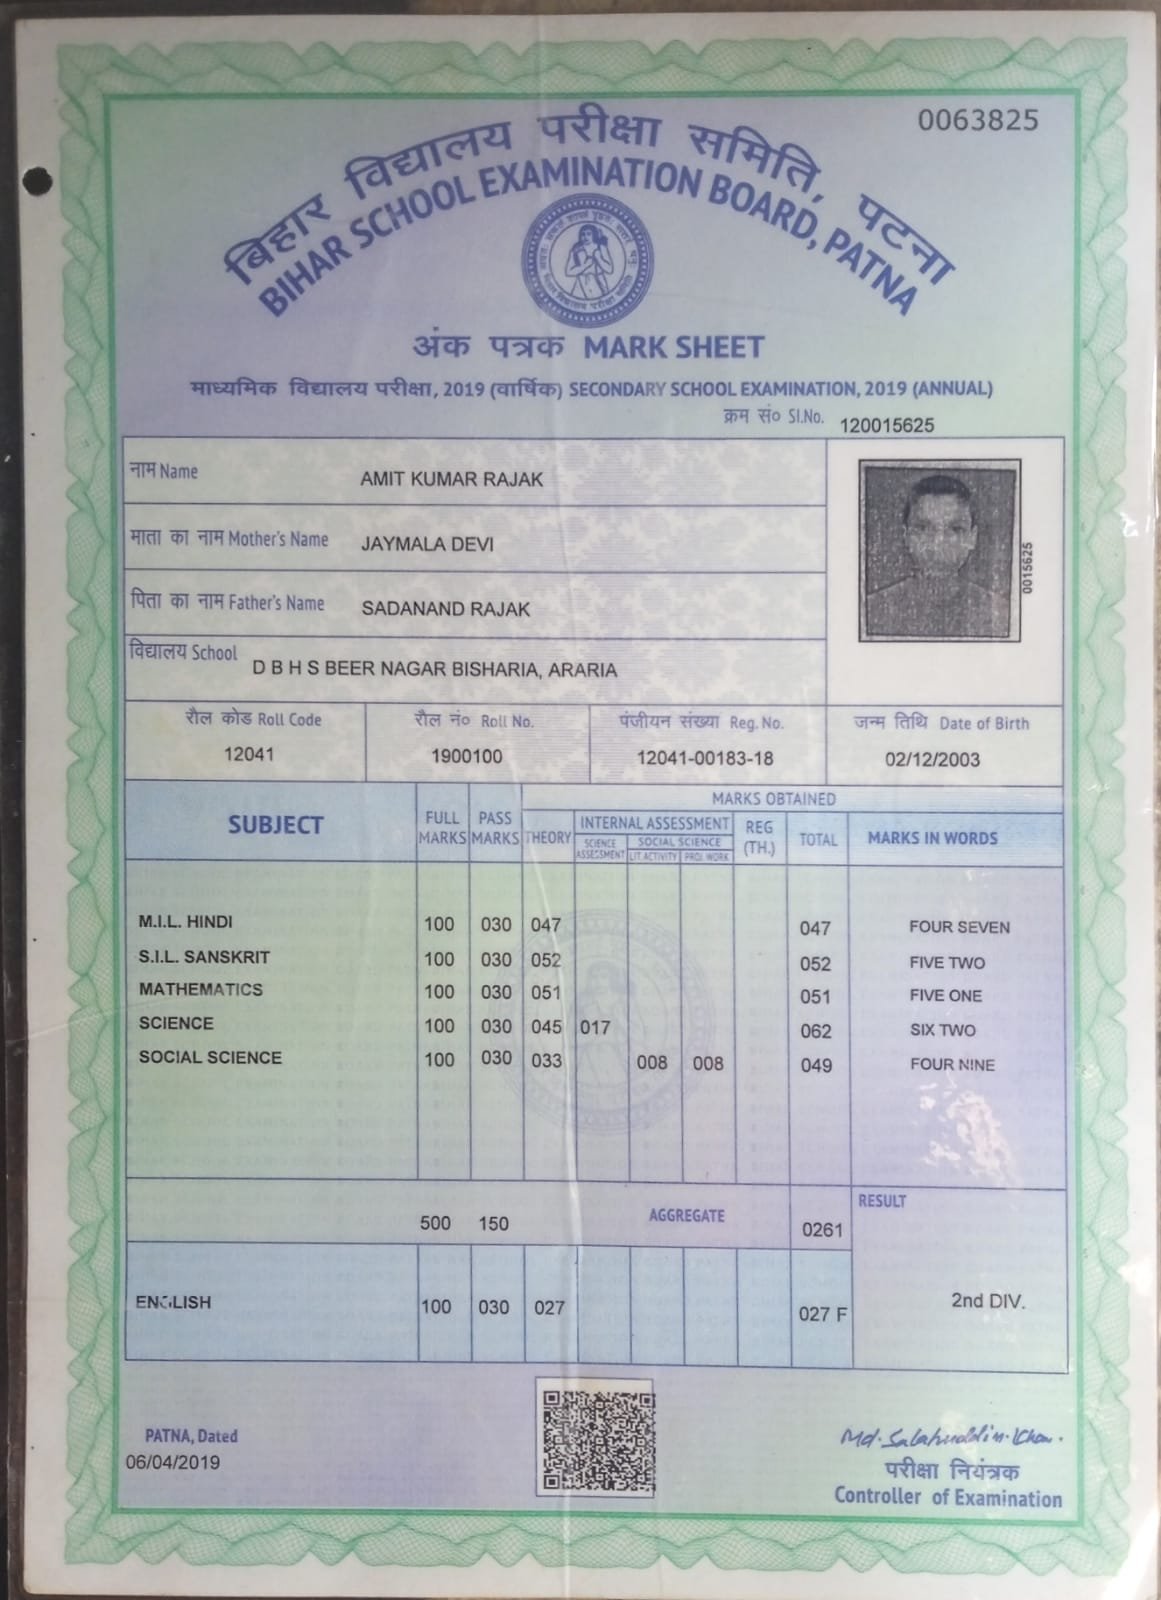 0063825
बिहार विद्यालय परीक्षा समिति, पटना
BIHAR SCHOOL EXAMINATION BOARD, PATNA
अंक पत्रक MARK SHEET
माध्यमिक विद्यालय परीक्षा, 2019 (वार्षिक) SECONDARY SCHOOL EXAMINATION, 2019 (ANNUAL)
क्रम सं० Sl.No. 120015625
नाम Name AMIT KUMAR RAJAK
माता का नाम Mother's Name JAYMALA DEVI
0015625
पिता का नाम Father's Name SADANAND RAJAK
विद्यालय School D B H S BEER NAGAR BISHARIA, ARARIA
रौल कोड Roll Code रौल नं० Roll No. पंजीयन संख्या Reg. No. जन्म तिथि Date of Birth
12041 1900100 12041-00183-18 02/12/2003
SUBJECT FULL MARKS PASS MARKS MARKS OBTAINED
THEORY INTERNAL ASSESSMENT REG (TH.) TOTAL MARKS IN WORDS
SCIENCE ASSESSMENT SOCIAL SCIENCE
LIT ACTIVITY PROJ. WORK
M.I.L. HINDI 100 030 047 047 FOUR SEVEN
S.I.L. SANSKRIT 100 030 052 052 FIVE TWO
MATHEMATICS 100 030 051 051 FIVE ONE
SCIENCE 100 030 045 017 062 SIX TWO
SOCIAL SCIENCE 100 030 033 008 008 049 FOUR NINE
500 150 AGGREGATE 0261 RESULT
ENGLISH 100 030 027 027 F 2nd DIV.
PATNA, Dated
06/04/2019
Md. Salahuddin Khan.
परीक्षा नियंत्रक
Controller of Examination